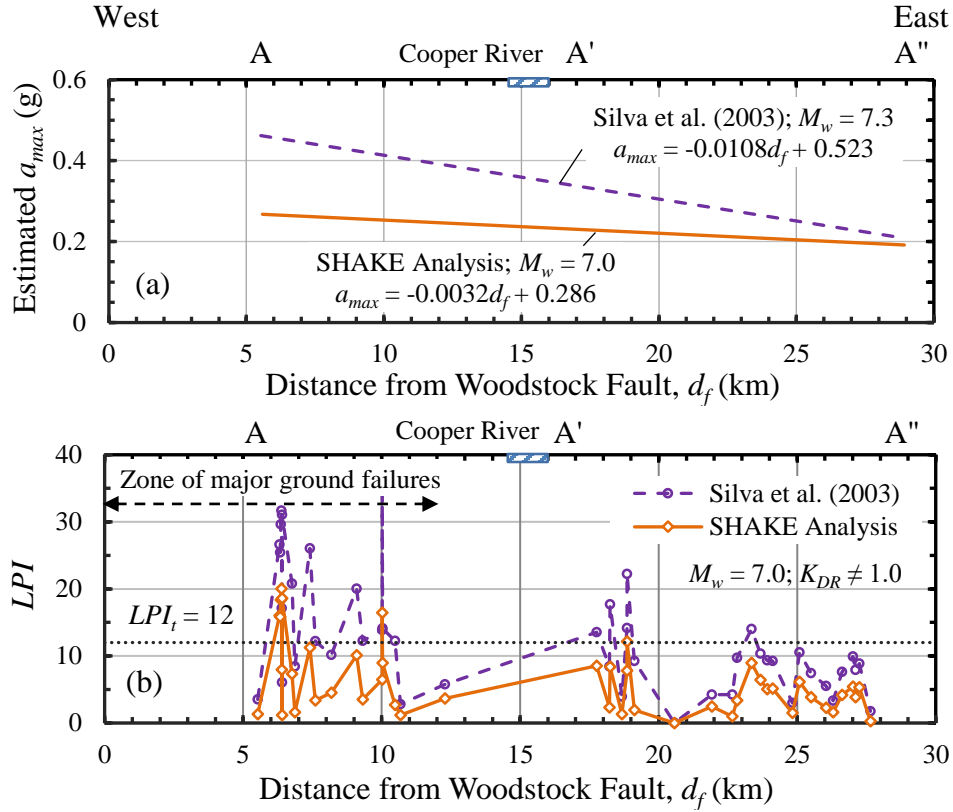 West East
A Cooper River A' A"
0.6
0.4
0.2
0
Estimated a_max (g)
Silva et al. (2003); M_w = 7.3
a_max = -0.0108d_f + 0.523
SHAKE Analysis; M_w = 7.0
a_max = -0.0032d_f + 0.286
(a)
0 5 10 15 20 25 30
Distance from Woodstock Fault, d_f (km)
A Cooper River A' A"
40
30
20
10
0
LPI
Zone of major ground failures
Silva et al. (2003)
SHAKE Analysis
M_w = 7.0; K_DR ≠ 1.0
LPI_t = 12
(b)
0 5 10 15 20 25 30
Distance from Woodstock Fault, d_f (km)